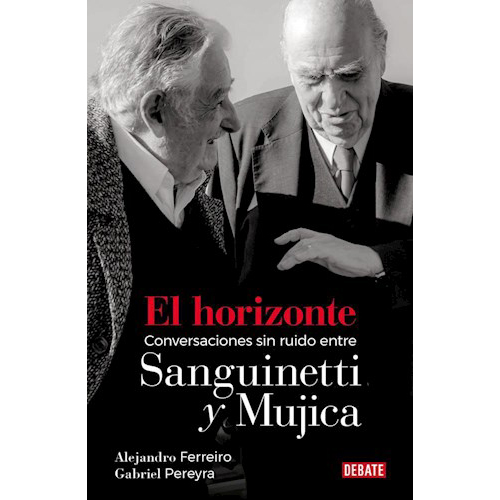 El horizonte
Conversaciones sin ruido entre
Sanguinetti
y Mujica
Alejandro Ferreiro
Gabriel Pereyra
DEBATE